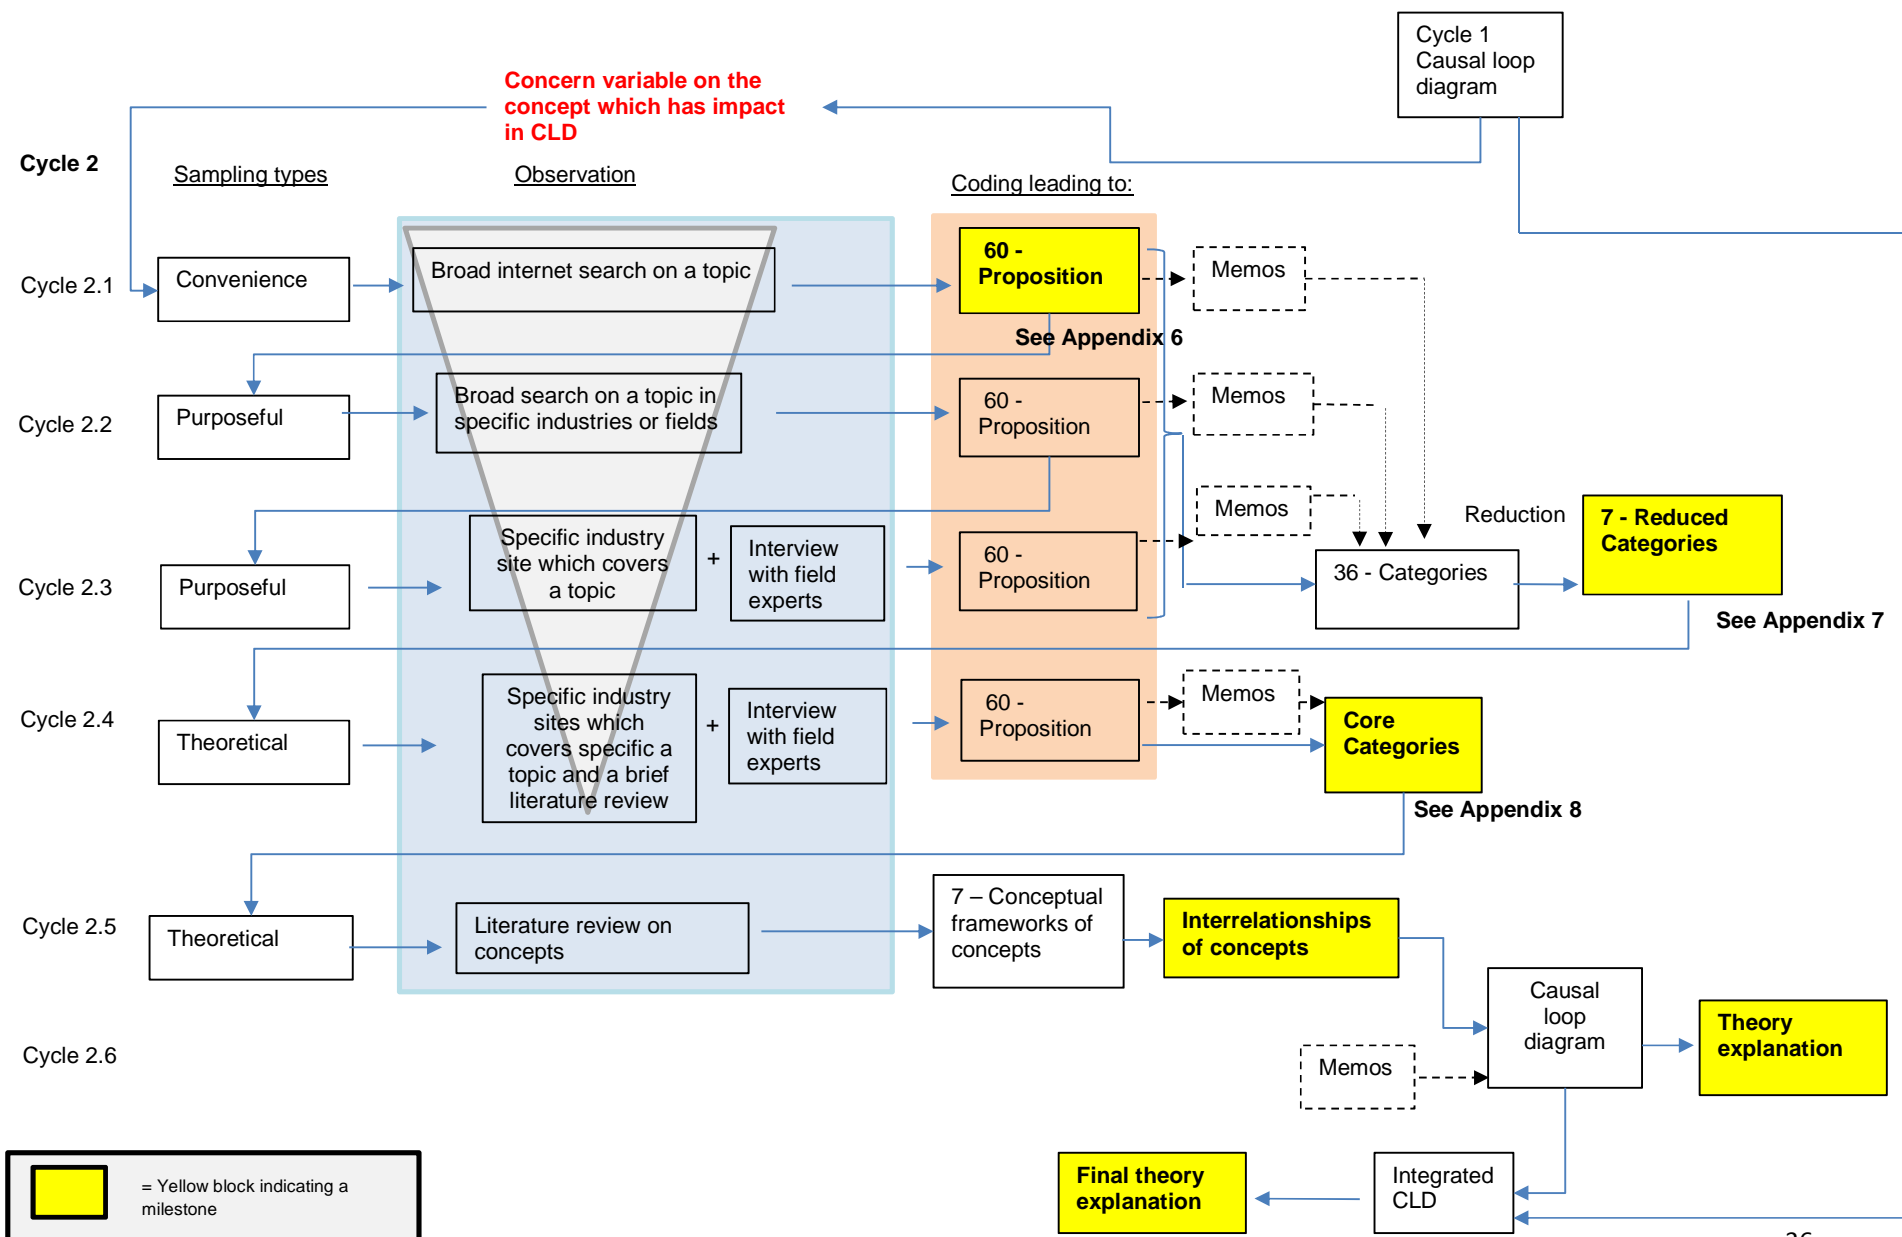 Cycle 1
Causal loop
diagram
Concern variable on the
concept which has impact
in CLD
Cycle 2
Sampling types
Observation
Coding leading to:
Cycle 2.1
Convenience
Broad internet search on a topic
60 -
Proposition
Memos
See Appendix 6
Cycle 2.2
Purposeful
Broad search on a topic in
specific industries or fields
60 -
Proposition
Memos
Cycle 2.3
Purposeful
Specific industry
site which covers
a topic
+
Interview
with field
experts
60 -
Proposition
Memos
36 - Categories
Reduction
7 - Reduced
Categories
See Appendix 7
Cycle 2.4
Theoretical
Specific industry
sites which
covers specific a
topic and a brief
literature review
+
Interview
with field
experts
60 -
Proposition
Memos
Core
Categories
See Appendix 8
Cycle 2.5
Theoretical
Literature review on
concepts
7 – Conceptual
frameworks of
concepts
Interrelationships
of concepts
Causal
loop
diagram
Theory
explanation
Cycle 2.6
Memos
= Yellow block indicating a
milestone
Final theory
explanation
Integrated
CLD